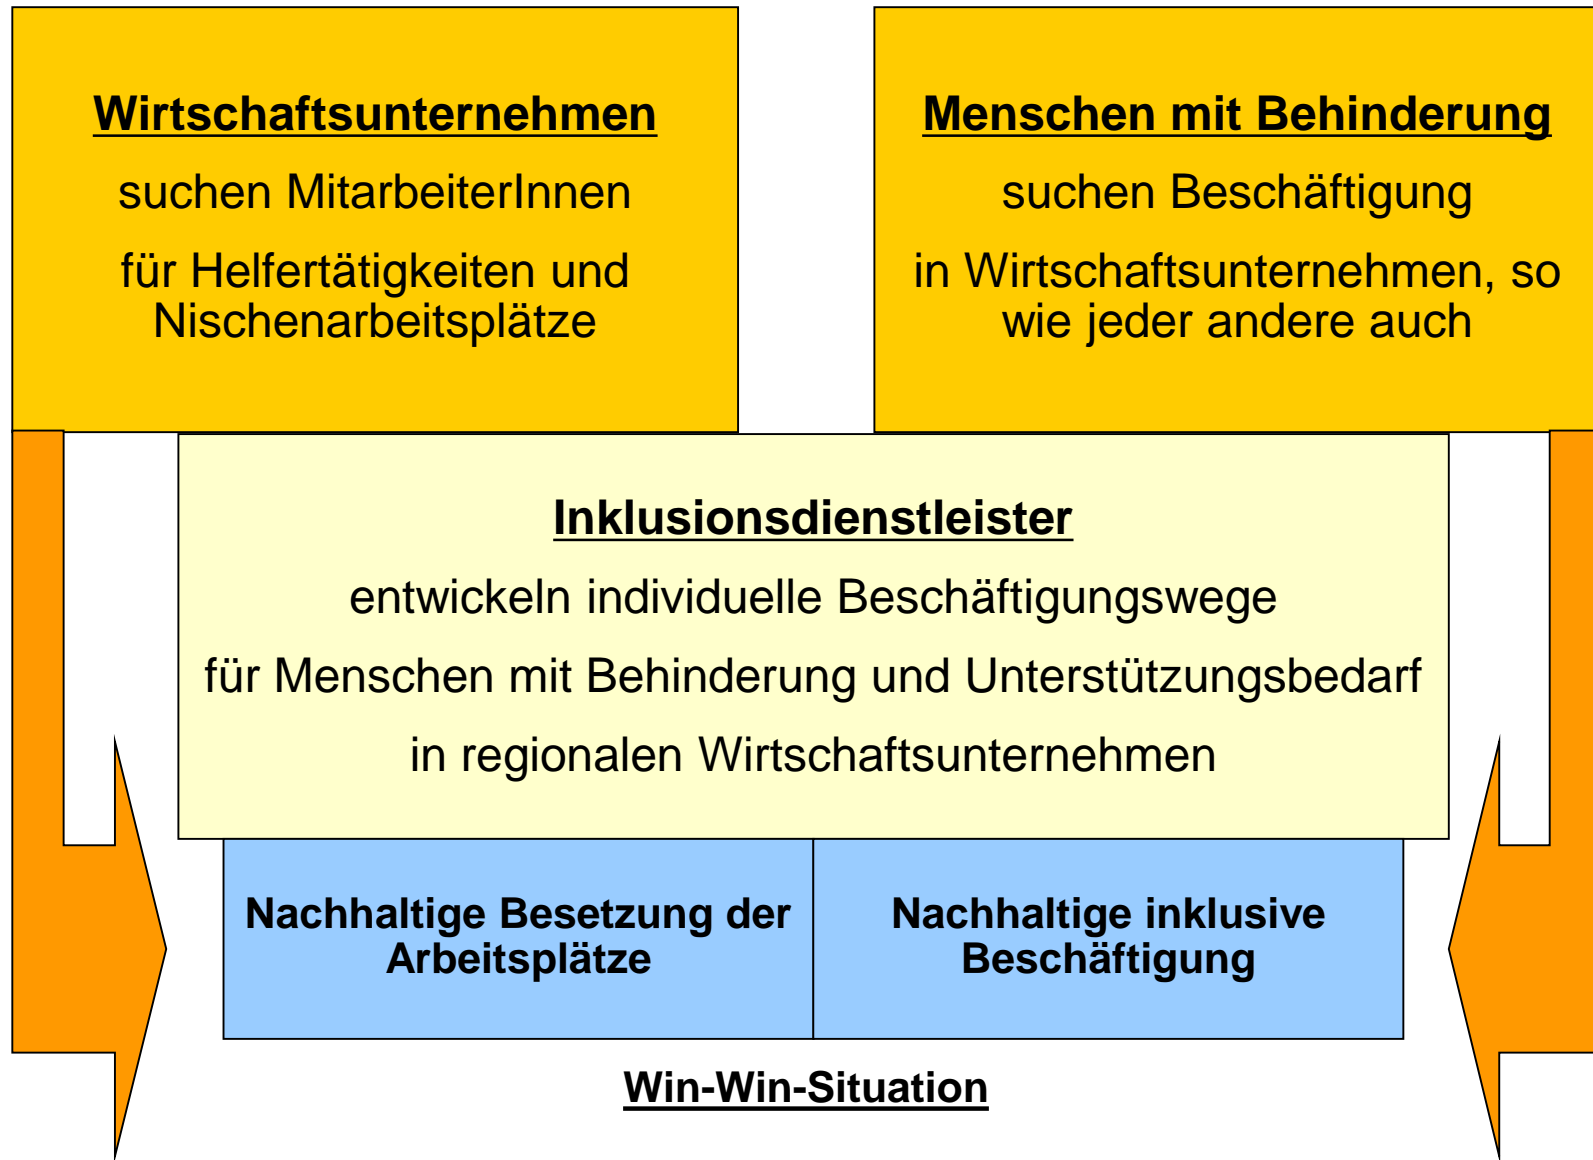 Wirtschaftsunternehmen
suchen MitarbeiterInnen
für Helfertätigkeiten und
Nischenarbeitsplätze
Menschen mit Behinderung
suchen Beschäftigung
in Wirtschaftsunternehmen, so
wie jeder andere auch
Inklusionsdienstleister
entwickeln individuelle Beschäftigungswege
für Menschen mit Behinderung und Unterstützungsbedarf
in regionalen Wirtschaftsunternehmen
Nachhaltige Besetzung der
Arbeitsplätze
Nachhaltige inklusive
Beschäftigung
Win-Win-Situation